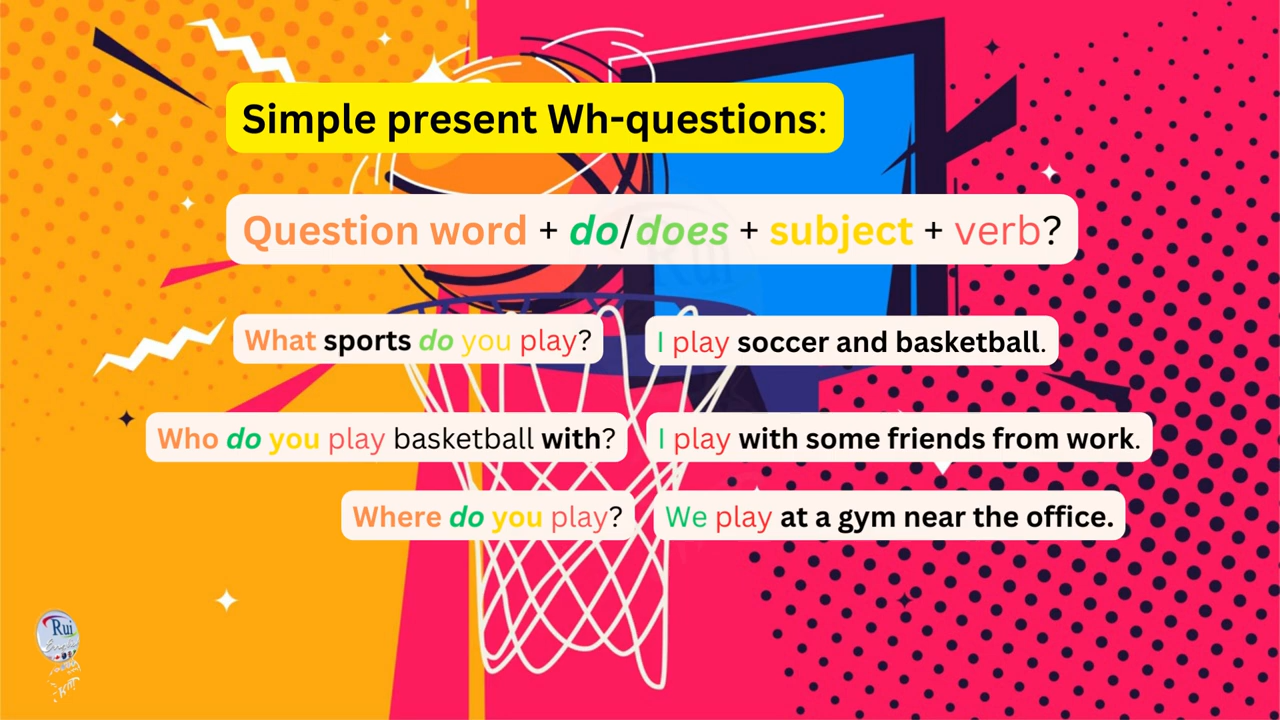 Simple present Wh-questions:
Question word + do/does + subject + verb?
What sports do you play?
I play soccer and basketball.
Who do you play basketball with?
I play with some friends from work.
Where do you play?
We play at a gym near the office.
Rui